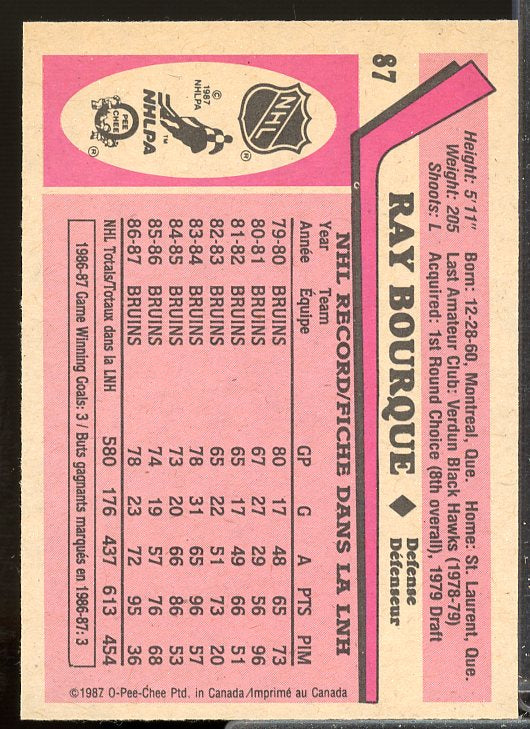 87
Height: 5'11" Born: 12-28-60, Montreal, Que. Home: St. Laurent, Que.
Weight: 205 Last Amateur Club: Verdun Black Hawks (1978-79)
Shoots: L Acquired: 1st Round Choice (8th overall), 1979 Draft
RAY BOURQUE ◆ Defense
Défenseur
NHL
®
© 1987
NHLPA
TM
NHLPA
O
PEE
CHEE
®
NHL RECORD/FICHE DANS LA LNH
Year Team
Année Équipe GP G A PTS PIM
79-80 BRUINS 80 17 48 65 73
80-81 BRUINS 67 27 29 56 96
81-82 BRUINS 65 17 49 66 51
82-83 BRUINS 65 22 51 73 20
83-84 BRUINS 78 31 65 96 57
84-85 BRUINS 73 20 66 86 53
85-86 BRUINS 74 19 57 76 68
86-87 BRUINS 78 23 72 95 36
NHL Totals/Totaux dans la LNH 580 176 437 613 454
1986-87 Game Winning Goals: 3 / Buts gagnants marqués en 1986-87: 3
©1987 O-Pee-Chee Ptd. in Canada/Imprimé au Canada